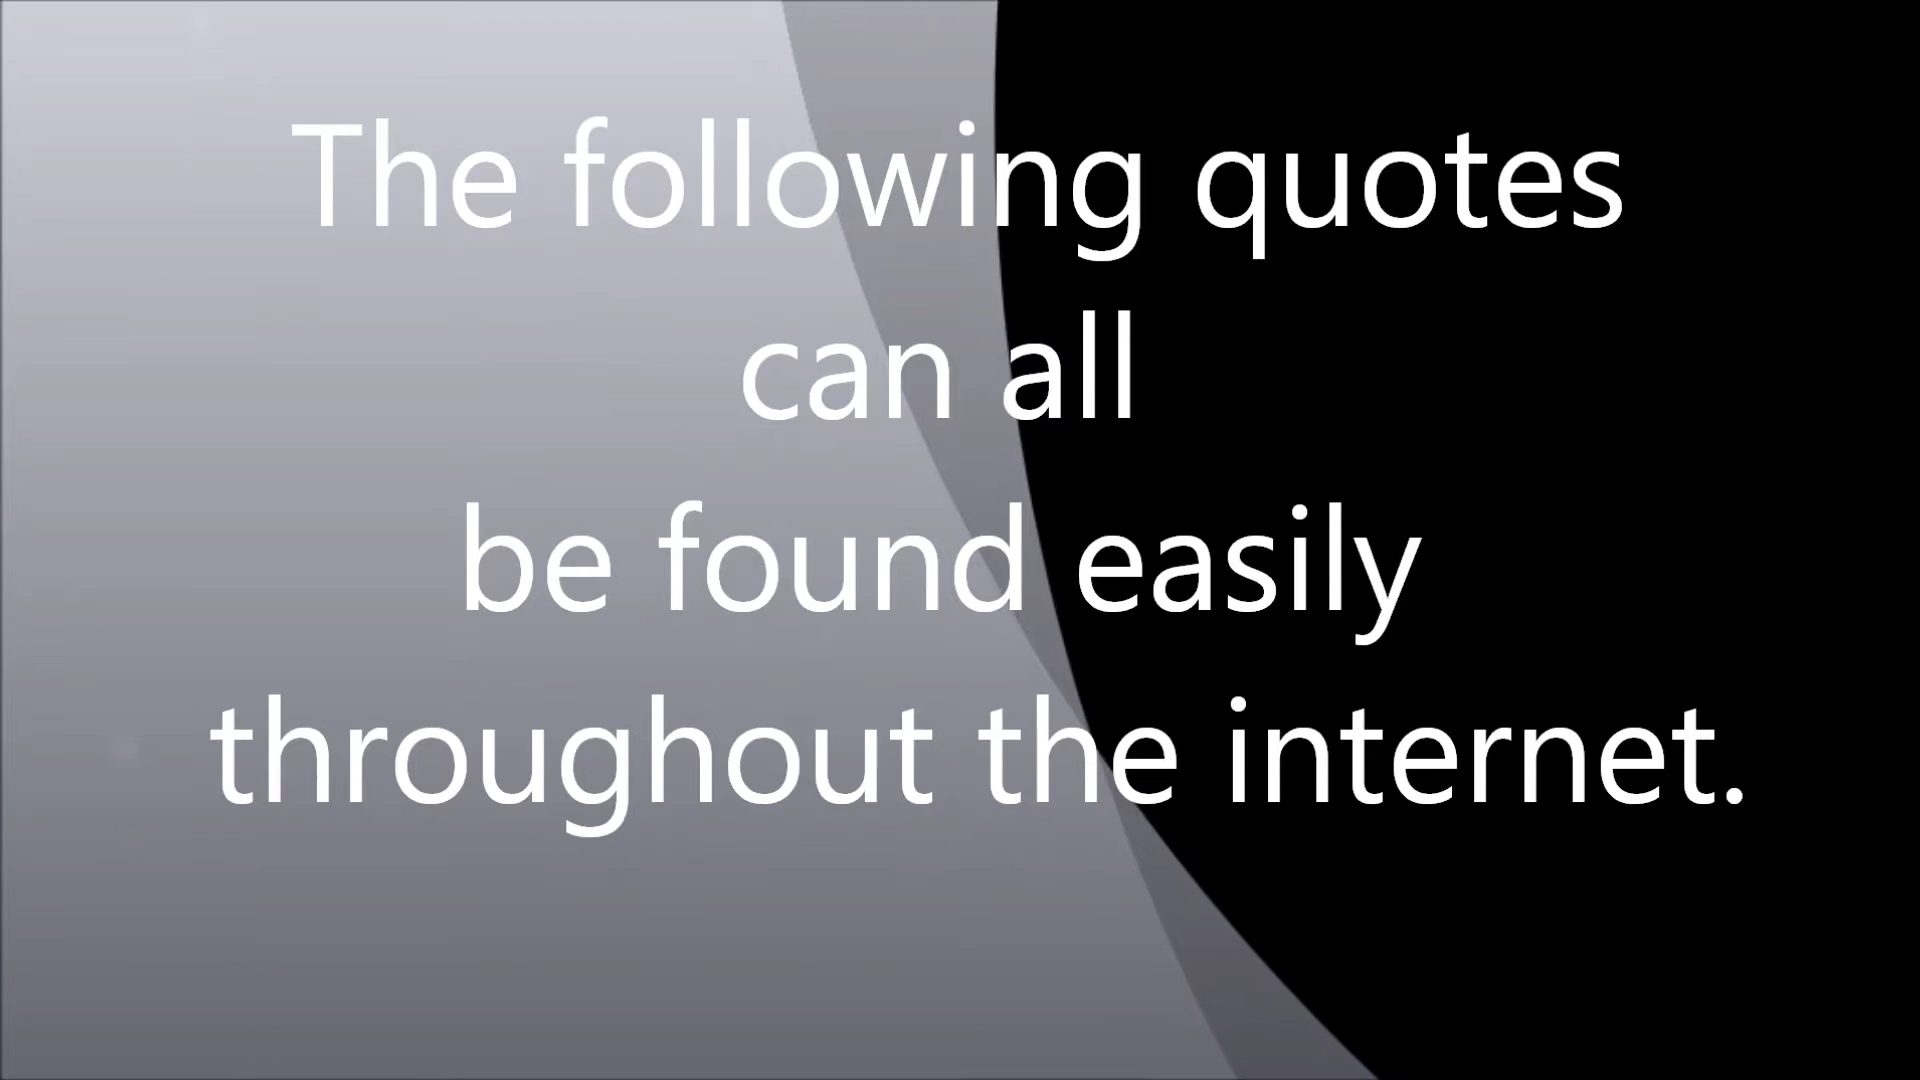 The following quotes
can all
be found easily
throughout the internet.